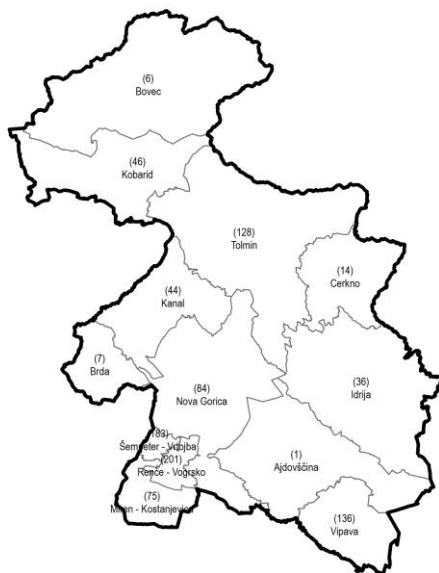 (6)
Bovec
(46)
Kobarid
(128)
Tolmin
(14)
Cerkno
(44)
Kanal
(7)
Brda
(84)
Nova Gorica
(36)
Idrija
(183)
Šempeter - Vrtojba
(201)
Renče - Vogrsko
(1)
Ajdovščina
(75)
Miren - Kostanjevica
(136)
Vipava